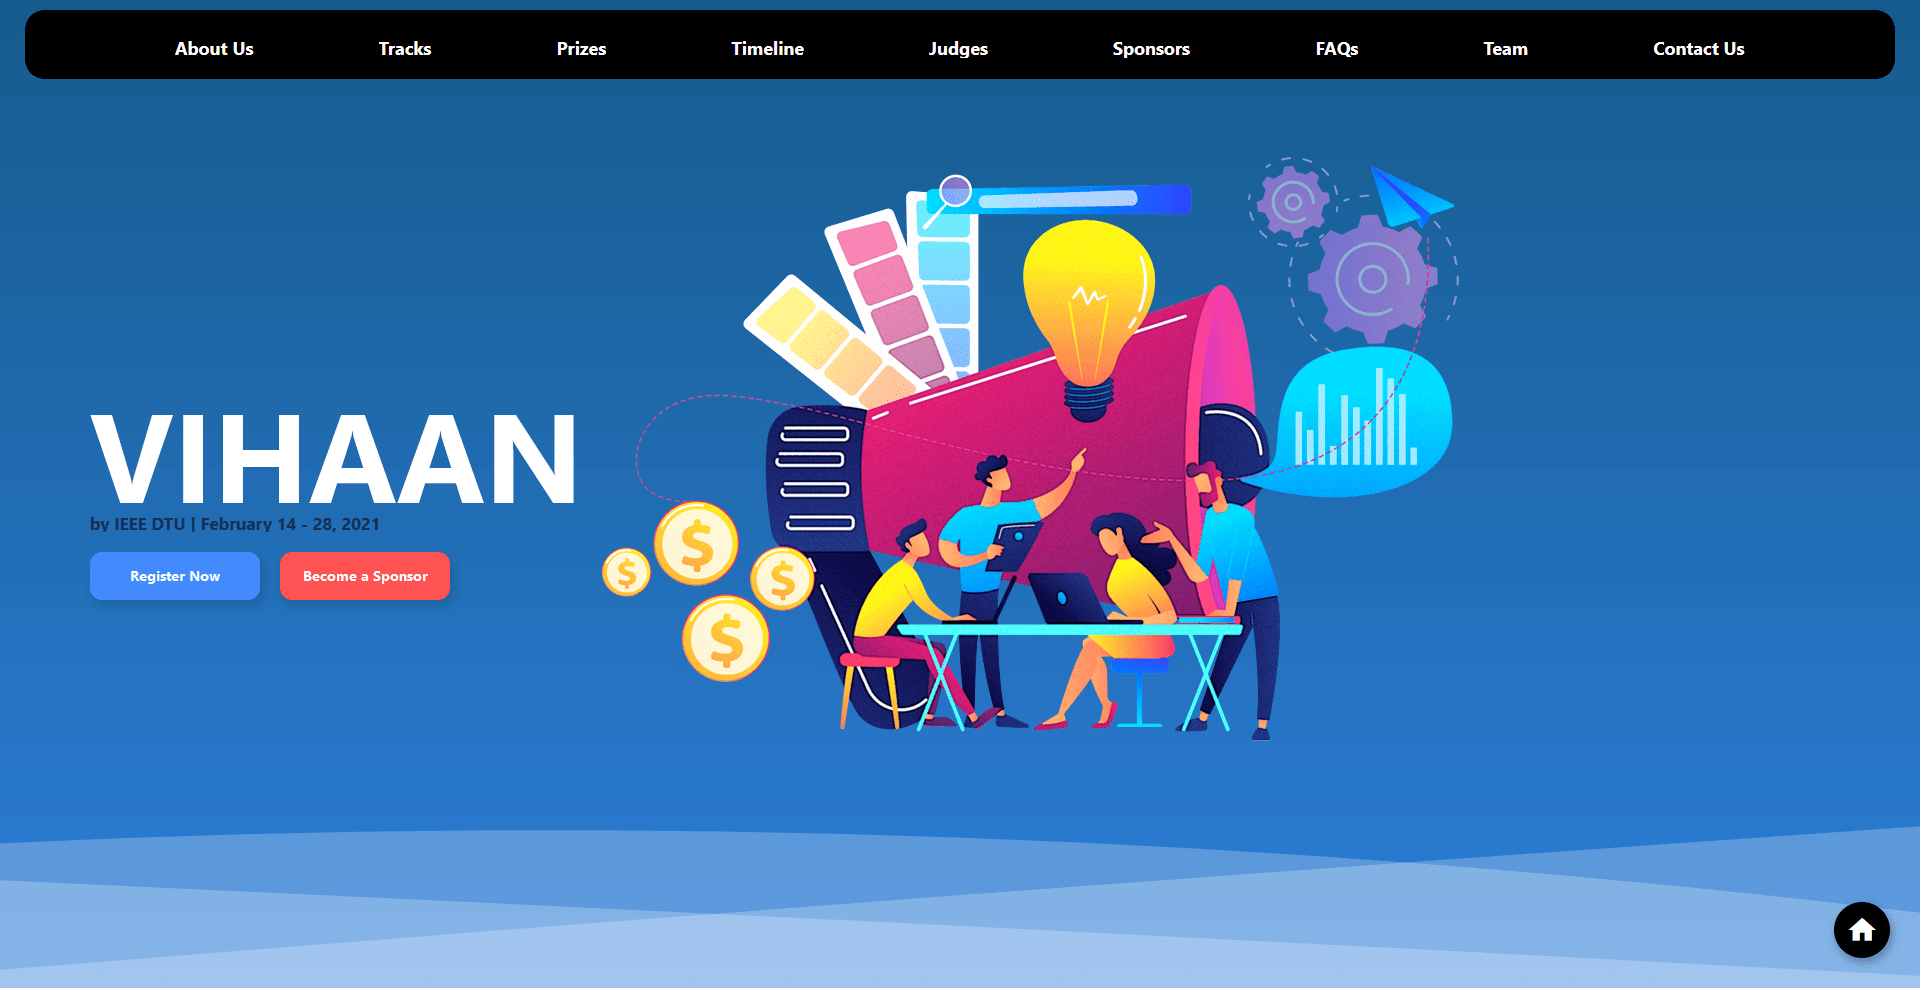 About Us Tracks Prizes Timeline Judges Sponsors FAQs Team Contact Us
VIHAAN
by IEEE DTU | February 14 - 28, 2021
Register Now Become a Sponsor
$
$
$
$